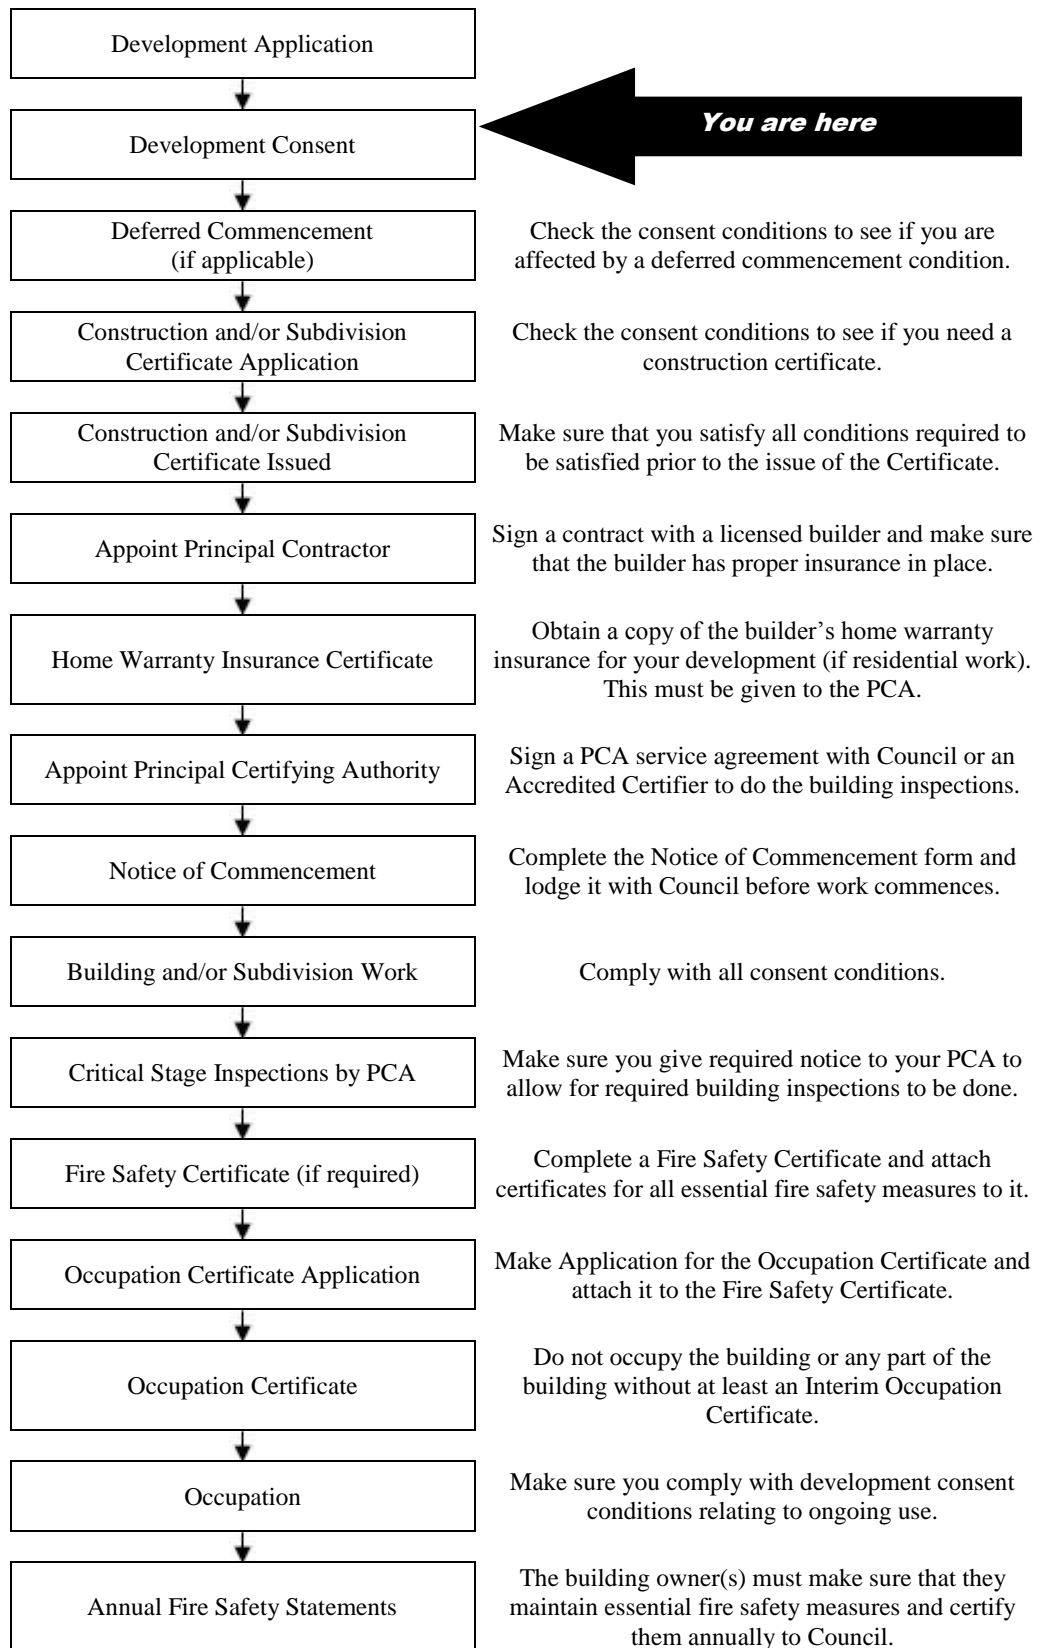 Development Application
Development Consent
You are here
Deferred Commencement
(if applicable)
Check the consent conditions to see if you are
affected by a deferred commencement condition.
Construction and/or Subdivision
Certificate Application
Check the consent conditions to see if you need a
construction certificate.
Construction and/or Subdivision
Certificate Issued
Make sure that you satisfy all conditions required to
be satisfied prior to the issue of the Certificate.
Appoint Principal Contractor
Sign a contract with a licensed builder and make sure
that the builder has proper insurance in place.
Home Warranty Insurance Certificate
Obtain a copy of the builder’s home warranty
insurance for your development (if residential work).
This must be given to the PCA.
Appoint Principal Certifying Authority
Sign a PCA service agreement with Council or an
Accredited Certifier to do the building inspections.
Notice of Commencement
Complete the Notice of Commencement form and
lodge it with Council before work commences.
Building and/or Subdivision Work
Comply with all consent conditions.
Critical Stage Inspections by PCA
Make sure you give required notice to your PCA to
allow for required building inspections to be done.
Fire Safety Certificate (if required)
Complete a Fire Safety Certificate and attach
certificates for all essential fire safety measures to it.
Occupation Certificate Application
Make Application for the Occupation Certificate and
attach it to the Fire Safety Certificate.
Occupation Certificate
Do not occupy the building or any part of the
building without at least an Interim Occupation
Certificate.
Occupation
Make sure you comply with development consent
conditions relating to ongoing use.
Annual Fire Safety Statements
The building owner(s) must make sure that they
maintain essential fire safety measures and certify
them annually to Council.